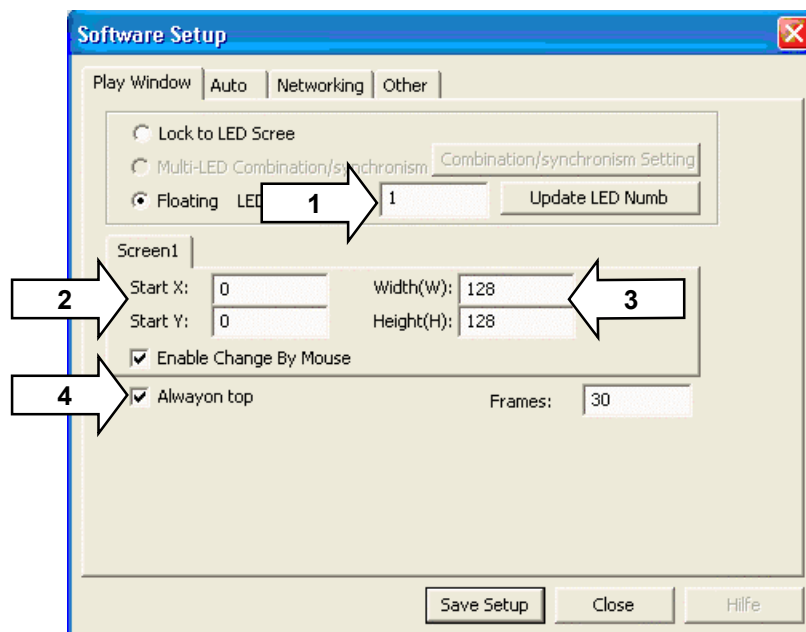 Software Setup
Play Window Auto Networking Other
Lock to LED Scree
Multi-LED Combination/synchronism Combination/synchronism Setting
Floating LED 1 1 Update LED Numb
Screen1
2 Start X: 0 Width(W): 128 3
Start Y: 0 Height(H): 128
Enable Change By Mouse
4 Alwayon top Frames: 30
Save Setup Close Hilfe